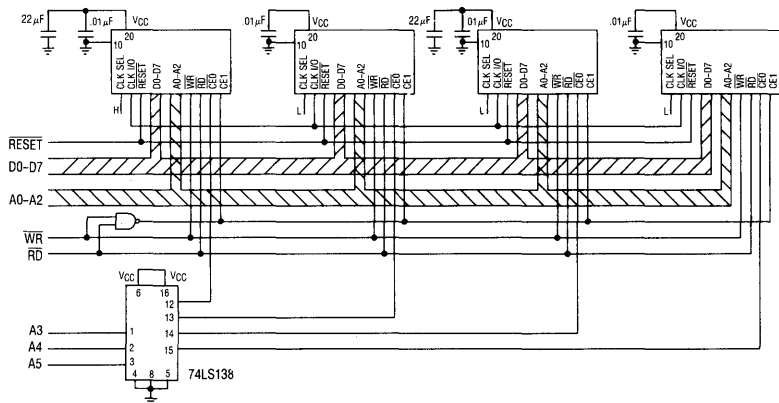 22 μF .01 μF VCC
20
10
CLK SEL
CLK I/O
RESET
D0-D7
A0-A2
WR
RD
CE0
CE1
H
.01 μF VCC
20
10
CLK SEL
CLK I/O
RESET
D0-D7
A0-A2
WR
RD
CE0
CE1
L
22 μF .01 μF VCC
20
10
CLK SEL
CLK I/O
RESET
D0-D7
A0-A2
WR
RD
CE0
CE1
L
.01 μF VCC
20
10
CLK SEL
CLK I/O
RESET
D0-D7
A0-A2
WR
RD
CE0
CE1
L
RESET
D0-D7
A0-A2
WR
RD
VCC VCC
6 16
12
13
A3 1 14
A4 2 15
A5 3
4 8 5
74LS138